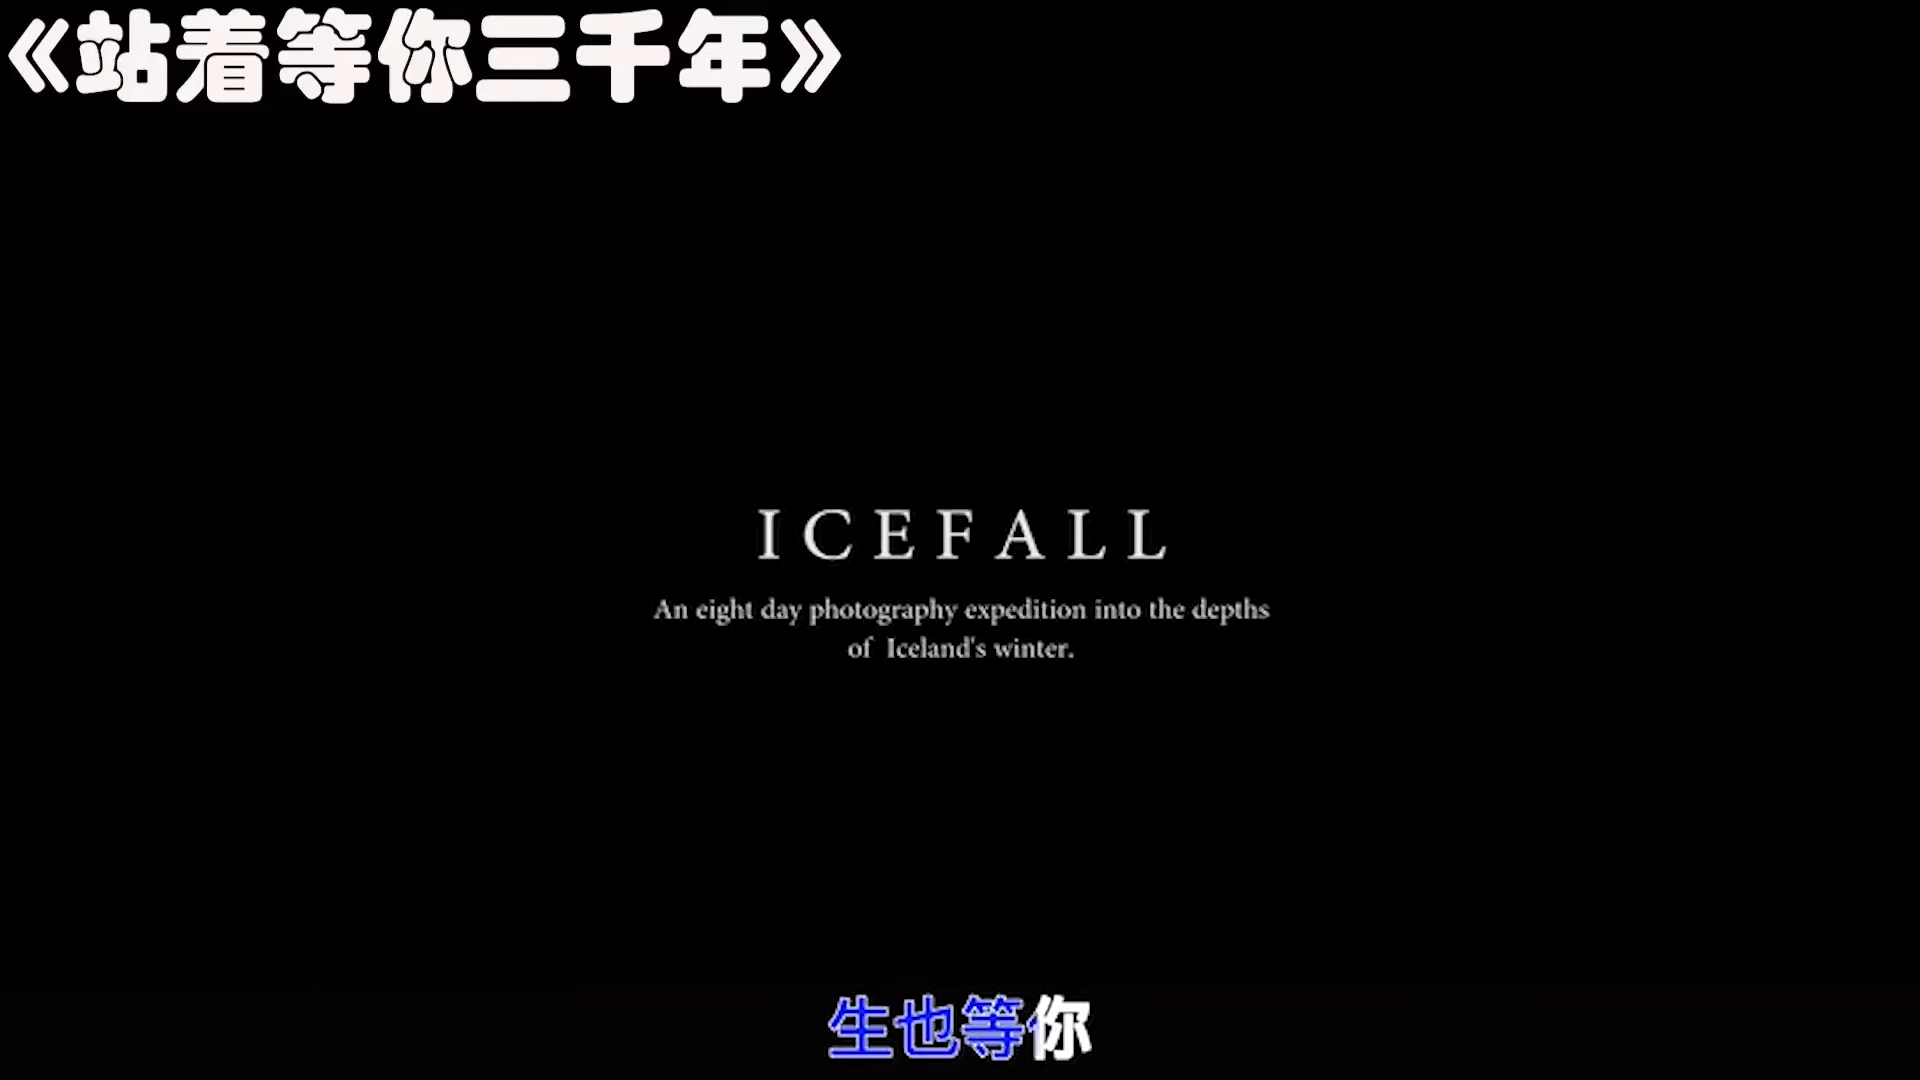 《站着等你三千年》
ICEFALL
An eight day photography expedition into the depths
of Iceland's winter.
生也等你